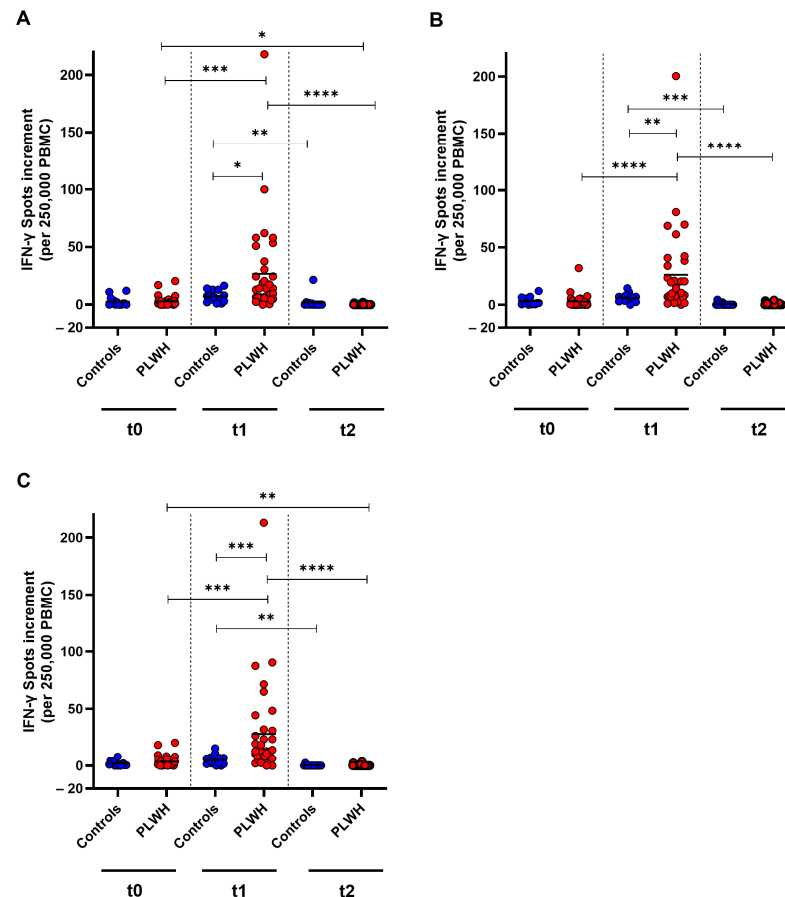 A
IFN-γ Spots increment
(per 250,000 PBMC)
200
150
100
50
0
– 20
*
***
****
**
*
Controls
PLWH
Controls
PLWH
Controls
PLWH
t0
t1
t2
B
IFN-γ Spots increment
(per 250,000 PBMC)
200
150
100
50
0
– 20
***
**
****
****
Controls
PLWH
Controls
PLWH
Controls
PLWH
t0
t1
t2
C
IFN-γ Spots increment
(per 250,000 PBMC)
200
150
100
50
0
– 20
**
***
****
***
**
Controls
PLWH
Controls
PLWH
Controls
PLWH
t0
t1
t2